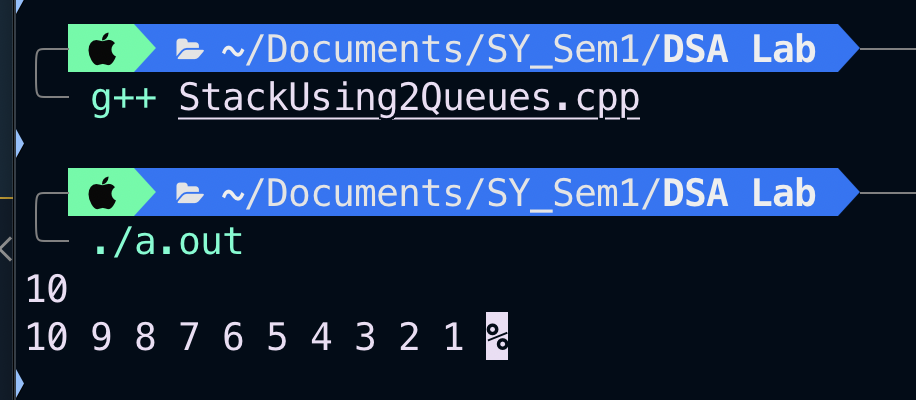 ~/Documents/SY_Sem1/DSA Lab
g++ StackUsing2Queues.cpp
~/Documents/SY_Sem1/DSA Lab
./a.out
10
10 9 8 7 6 5 4 3 2 1 %